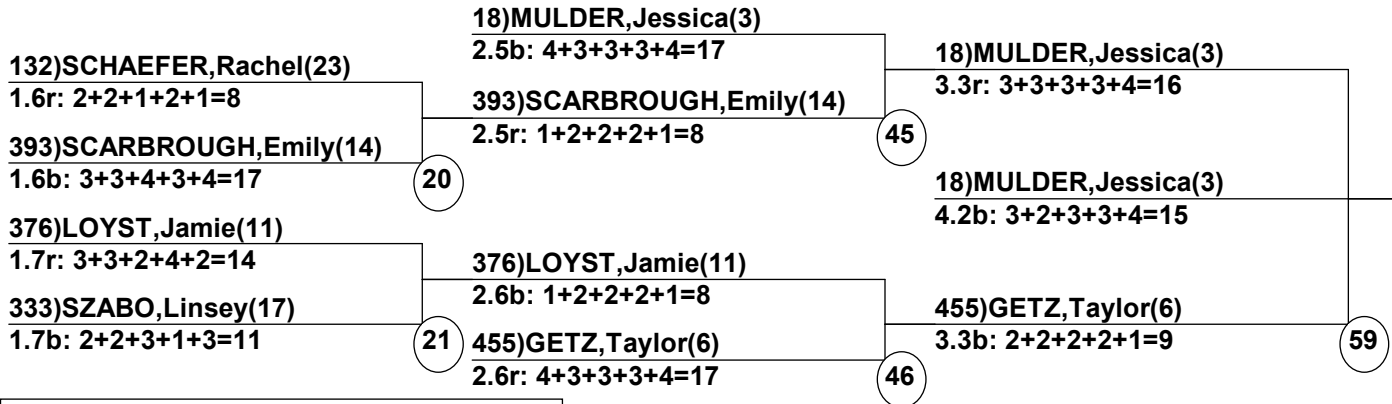 132)SCHAEFER,Rachel(23)
1.6r: 2+2+1+2+1=8
393)SCARBROUGH,Emily(14)
1.6b: 3+3+4+3+4=17
20
376)LOYST,Jamie(11)
1.7r: 3+3+2+4+2=14
333)SZABO,Linsey(17)
1.7b: 2+2+3+1+3=11
21
18)MULDER,Jessica(3)
2.5b: 4+3+3+3+4=17
393)SCARBROUGH,Emily(14)
2.5r: 1+2+2+2+1=8
45
376)LOYST,Jamie(11)
2.6b: 1+2+2+2+1=8
455)GETZ,Taylor(6)
2.6r: 4+3+3+3+4=17
46
18)MULDER,Jessica(3)
3.3r: 3+3+3+3+4=16
18)MULDER,Jessica(3)
4.2b: 3+2+3+3+4=15
455)GETZ,Taylor(6)
3.3b: 2+2+2+2+1=9
59